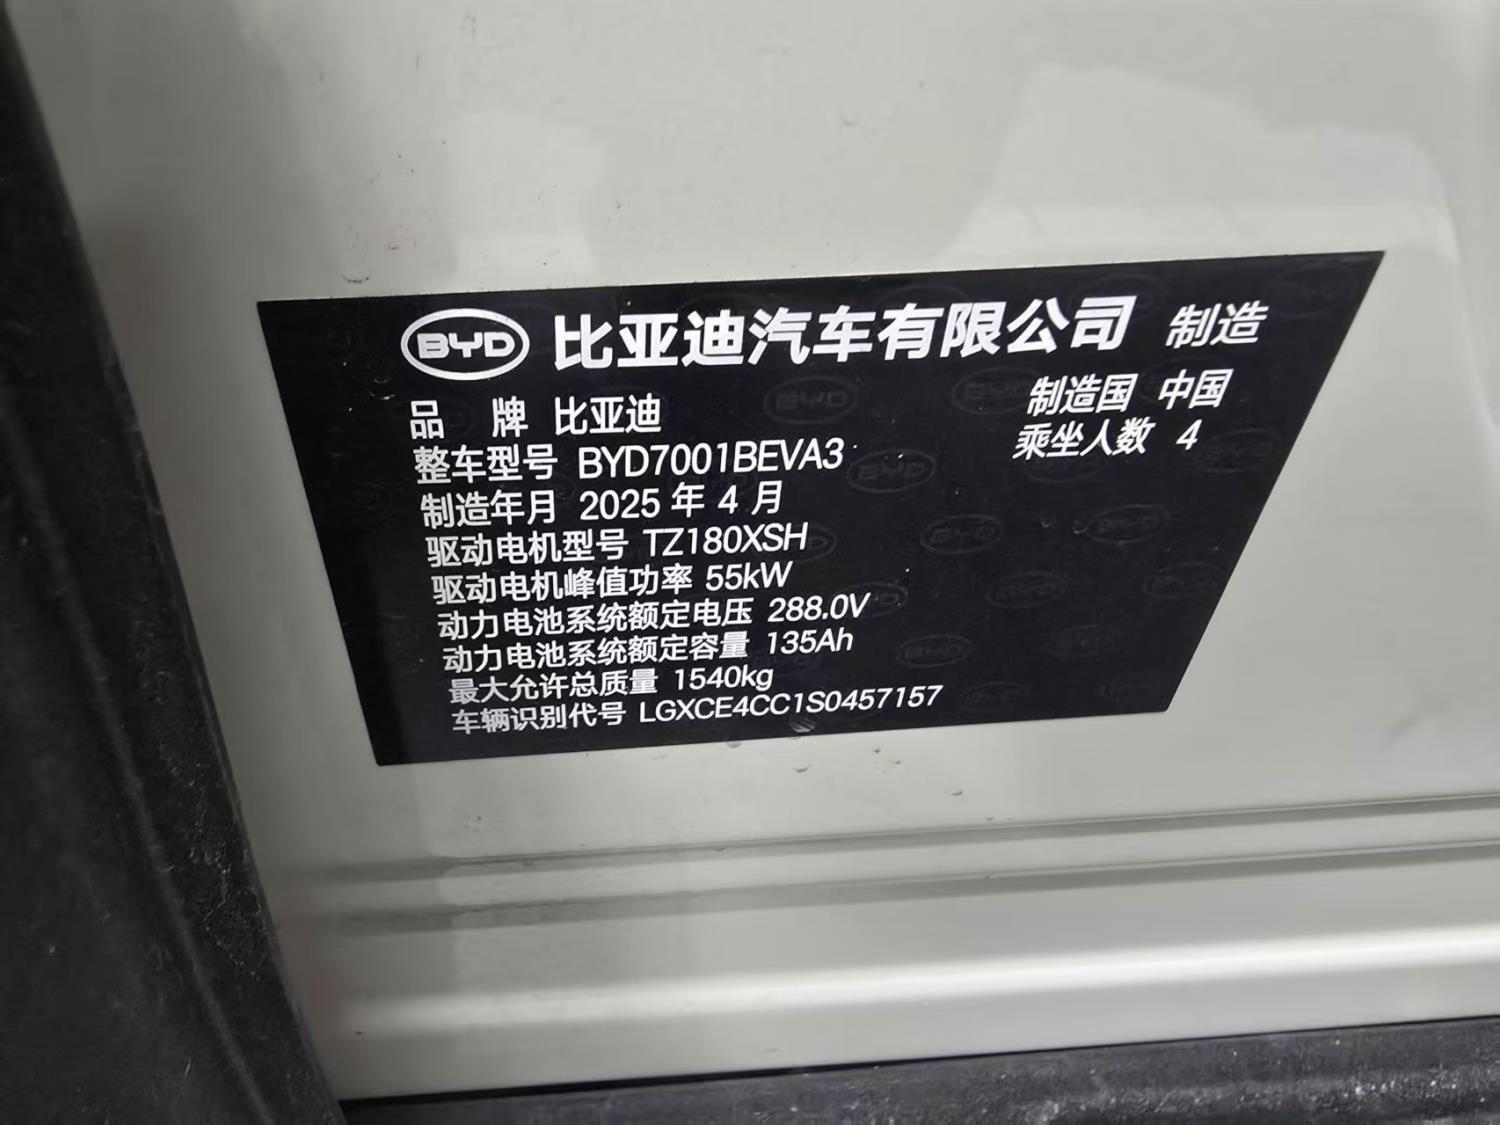 BYD 比亚迪汽车有限公司 制造
品 牌 比亚迪
制造国 中国
整车型号 BYD7001BEVA3
乘坐人数 4
制造年月 2025 年 4 月
驱动电机型号 TZ180XSH
驱动电机峰值功率 55kW
动力电池系统额定电压 288.0V
动力电池系统额定容量 135Ah
最大允许总质量 1540kg
车辆识别代号 LGXCE4CC1S0457157